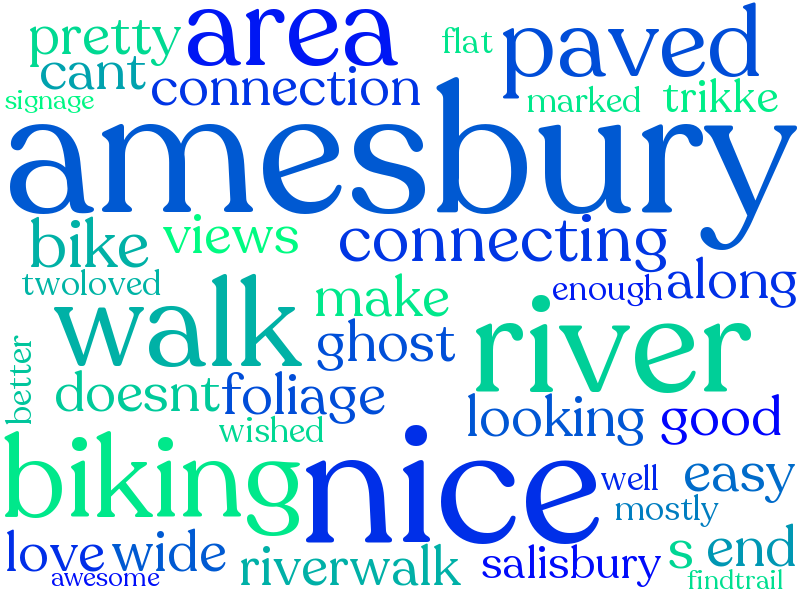 pretty area flat paved
cant connection
signage marked trikke
amesbury
bike views connecting
twoloved enough along
walk make river
better ghost
doesnt foliage looking good
wished
biking nice well easy
mostly
love wide riverwalk salisbury s end
awesome findtrail